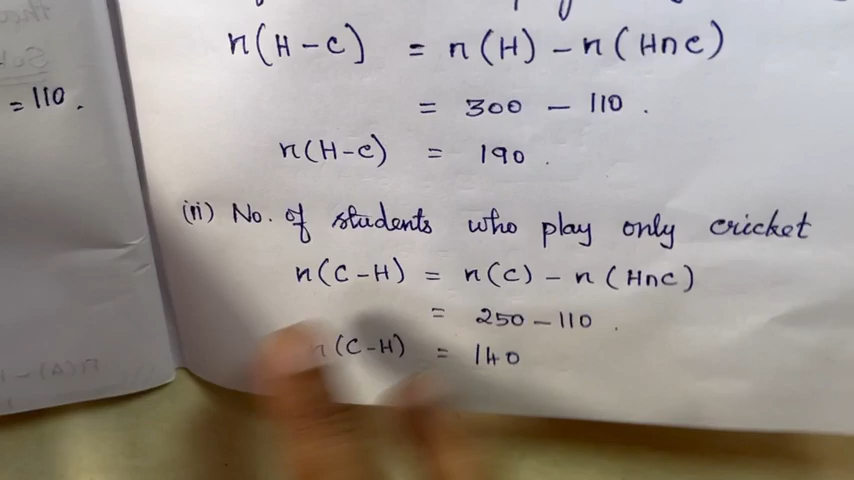 = 110 .
n(H-C) = n(H) - n(H∩C)
= 300 - 110 .
n(H-C) = 190 .
(ii) No. of students who play only cricket
n(C-H) = n(C) - n(H∩C)
= 250 - 110 .
n(C-H) = 140